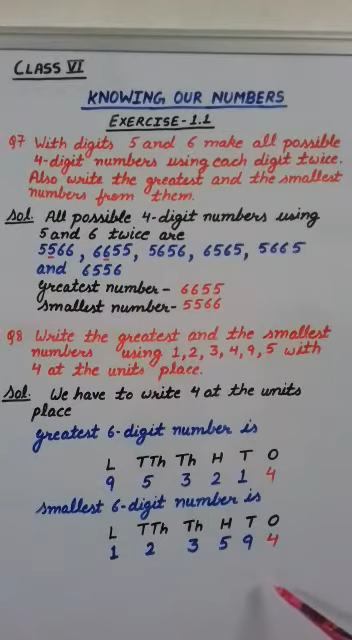 CLASS VI
KNOWING OUR NUMBERS
EXERCISE-1.1
Q7 With digits 5 and 6 make all possible
4-digit numbers using each digit twice.
Also write the greatest and the smallest
numbers from them.
Sol. All possible 4-digit numbers using
5 and 6 twice are
5566, 6655, 5656, 6565, 5665
and 6556
greatest number- 6655
smallest number- 5566
Q8 Write the greatest and the smallest
numbers using 1,2,3,4,9,5 with
4 at the units place.
Sol. We have to write 4 at the units
place
greatest 6-digit number is
L TTh Th H T O
9 5 3 2 1 4
smallest 6-digit number is
L TTh Th H T O
1 2 3 5 9 4